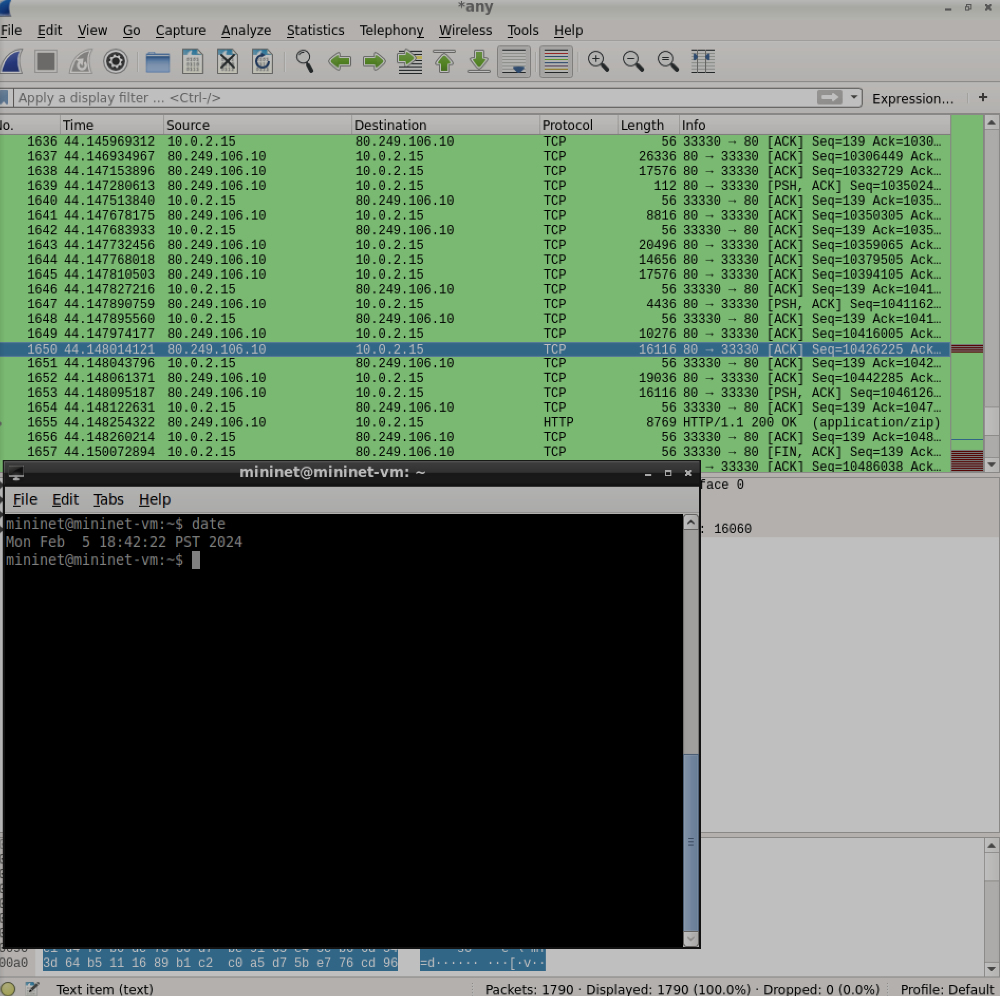 *any
File Edit View Go Capture Analyze Statistics Telephony Wireless Tools Help
Apply a display filter ... <Ctrl-/> Expression... +
No. Time Source Destination Protocol Length Info
1636 44.145969312 10.0.2.15 80.249.106.10 TCP 56 33330 → 80 [ACK] Seq=139 Ack=1030…
1637 44.146934967 80.249.106.10 10.0.2.15 TCP 26336 80 → 33330 [ACK] Seq=10306449 Ack…
1638 44.147153896 80.249.106.10 10.0.2.15 TCP 17576 80 → 33330 [ACK] Seq=10332729 Ack…
1639 44.147280613 80.249.106.10 10.0.2.15 TCP 112 80 → 33330 [PSH, ACK] Seq=1035024…
1640 44.147513840 10.0.2.15 80.249.106.10 TCP 56 33330 → 80 [ACK] Seq=139 Ack=1035…
1641 44.147678175 80.249.106.10 10.0.2.15 TCP 8816 80 → 33330 [ACK] Seq=10350305 Ack…
1642 44.147683933 10.0.2.15 80.249.106.10 TCP 56 33330 → 80 [ACK] Seq=139 Ack=1035…
1643 44.147732456 80.249.106.10 10.0.2.15 TCP 20496 80 → 33330 [ACK] Seq=10359065 Ack…
1644 44.147768018 80.249.106.10 10.0.2.15 TCP 14656 80 → 33330 [ACK] Seq=10379505 Ack…
1645 44.147810503 80.249.106.10 10.0.2.15 TCP 17576 80 → 33330 [ACK] Seq=10394105 Ack…
1646 44.147827216 10.0.2.15 80.249.106.10 TCP 56 33330 → 80 [ACK] Seq=139 Ack=1041…
1647 44.147890759 80.249.106.10 10.0.2.15 TCP 4436 80 → 33330 [PSH, ACK] Seq=1041162…
1648 44.147895560 10.0.2.15 80.249.106.10 TCP 56 33330 → 80 [ACK] Seq=139 Ack=1041…
1649 44.147974177 80.249.106.10 10.0.2.15 TCP 10276 80 → 33330 [ACK] Seq=10416005 Ack…
1650 44.148014121 80.249.106.10 10.0.2.15 TCP 16116 80 → 33330 [ACK] Seq=10426225 Ack…
1651 44.148043796 10.0.2.15 80.249.106.10 TCP 56 33330 → 80 [ACK] Seq=139 Ack=1042…
1652 44.148061371 80.249.106.10 10.0.2.15 TCP 19036 80 → 33330 [ACK] Seq=10442285 Ack…
1653 44.148095187 80.249.106.10 10.0.2.15 TCP 16116 80 → 33330 [PSH, ACK] Seq=1046126…
1654 44.148122631 10.0.2.15 80.249.106.10 TCP 56 33330 → 80 [ACK] Seq=139 Ack=1047…
1655 44.148254322 80.249.106.10 10.0.2.15 HTTP 8769 HTTP/1.1 200 OK (application/zip)
1656 44.148260214 10.0.2.15 80.249.106.10 TCP 56 33330 → 80 [ACK] Seq=139 Ack=1048…
1657 44.150072894 10.0.2.15 80.249.106.10 TCP 56 33330 → 80 [FIN, ACK] Seq=139 Ack…
→ 33330 [ACK] Seq=10486038 Ack…
mininet@mininet-vm: ~
face 0
File Edit Tabs Help
mininet@mininet-vm:~$ date
: 16060
Mon Feb  5 18:42:22 PST 2024
mininet@mininet-vm:~$
00a0 3d 64 b5 11 16 89 b1 c2 c0 a5 d7 5b e7 76 cd 96 =d······ ···[·v··
Text item (text) Packets: 1790 · Displayed: 1790 (100.0%) · Dropped: 0 (0.0%) Profile: Default